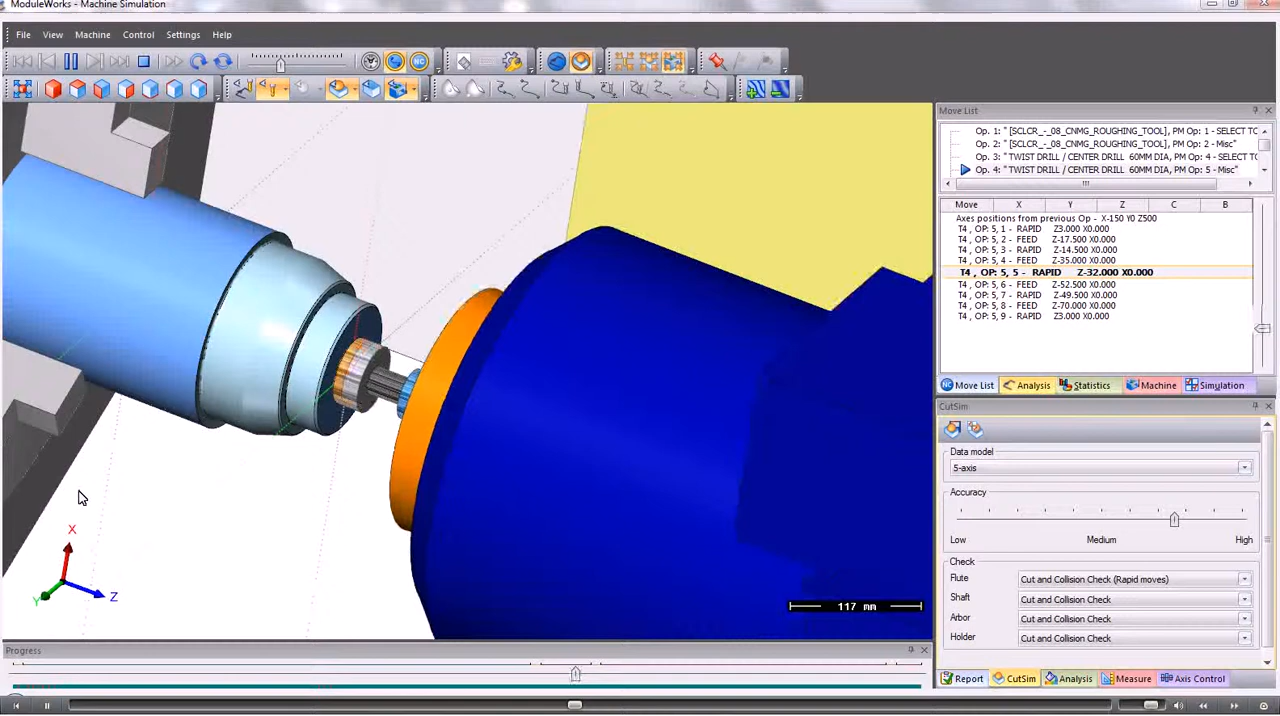 ModuleWorks - Machine Simulation
File View Machine Control Settings Help
NC
Move List
Op. 1: " [SCLCR_-_08_CNMG_ROUGHING_TOOL], PM Op: 1 - SELECT TO
Op. 2: " [SCLCR_-_08_CNMG_ROUGHING_TOOL], PM Op: 2 - Misc"
Op. 3: "TWIST DRILL / CENTER DRILL 60MM DIA, PM Op: 4 - SELECT TO
Op. 4: "TWIST DRILL / CENTER DRILL 60MM DIA, PM Op: 5 - Misc"
Move X Y Z C B
Axes positions from previous Op - X-150 Y0 Z500
T4 , OP: 5, 1 - RAPID Z3.000 X0.000
T4 , OP: 5, 2 - FEED Z-17.500 X0.000
T4 , OP: 5, 3 - RAPID Z-14.500 X0.000
T4 , OP: 5, 4 - FEED Z-35.000 X0.000
T4 , OP: 5, 5 - RAPID Z-32.000 X0.000
T4 , OP: 5, 6 - FEED Z-52.500 X0.000
T4 , OP: 5, 7 - RAPID Z-49.500 X0.000
T4 , OP: 5, 8 - FEED Z-70.000 X0.000
T4 , OP: 5, 9 - RAPID Z3.000 X0.000
NC Move List Analysis Statistics Machine Simulation
CutSim
Data model
5-axis
Accuracy
Low Medium High
Check
Flute Cut and Collision Check (Rapid moves)
Shaft Cut and Collision Check
Arbor Cut and Collision Check
Holder Cut and Collision Check
Report CutSim Analysis Measure Axis Control
X
Y
Z
117 mm
Progress